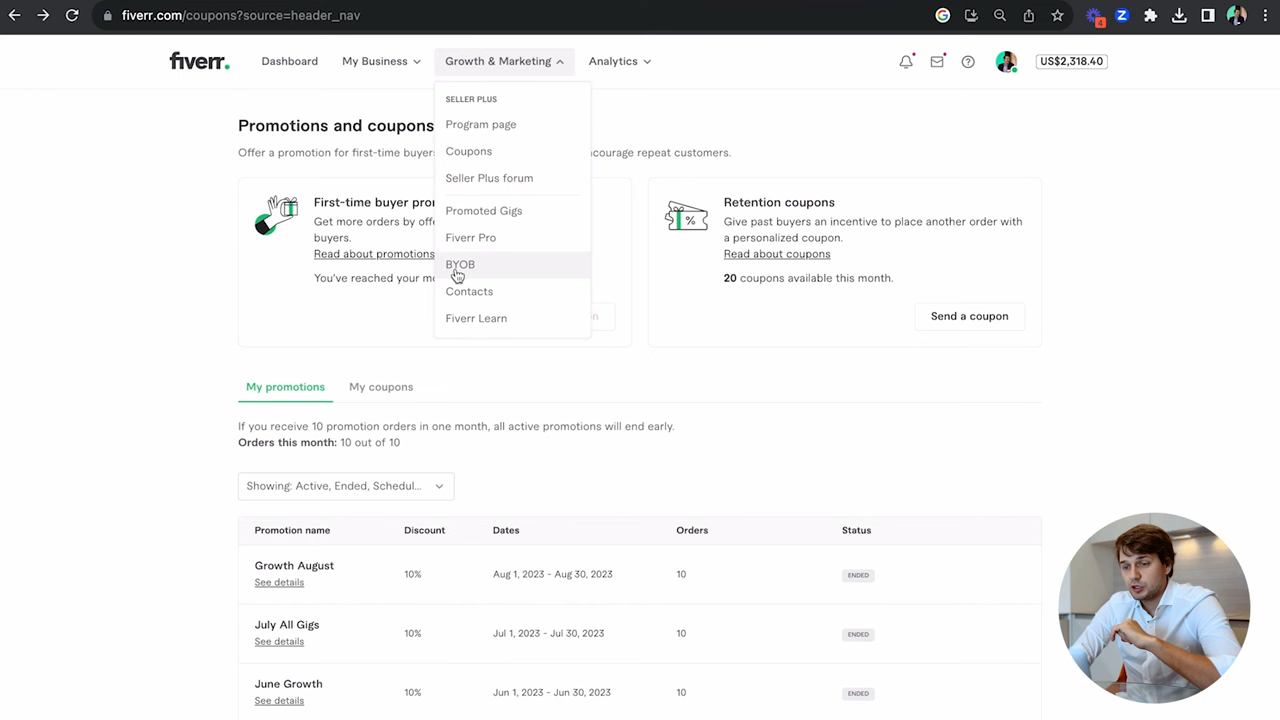 fiverr.com/coupons?source=header_nav
4
Z
fiverr.
Dashboard
My Business
Growth & Marketing
Analytics
US$2,318.40
SELLER PLUS
Program page
Coupons
Seller Plus forum
Promoted Gigs
Fiverr Pro
BYOB
Contacts
Fiverr Learn
Promotions and coupons
Offer a promotion for first-time buyers
courage repeat customers.
First-time buyer
Get more orders by
buyers.
Read about promotions
You've reached your
Retention coupons
%
Give past buyers an incentive to place another order with
a personalized coupon.
Read about coupons
20 coupons available this month.
Send a coupon
My promotions
My coupons
If you receive 10 promotion orders in one month, all active promotions will end early.
Orders this month: 10 out of 10
Showing: Active, Ended, Schedul...
Promotion name
Discount
Dates
Orders
Status
Growth August
See details
10%
Aug 1, 2023 - Aug 30, 2023
10
ENDED
July All Gigs
See details
10%
Jul 1, 2023 - Jul 30, 2023
10
ENDED
June Growth
See details
10%
Jun 1, 2023 - Jun 30, 2023
10
ENDED